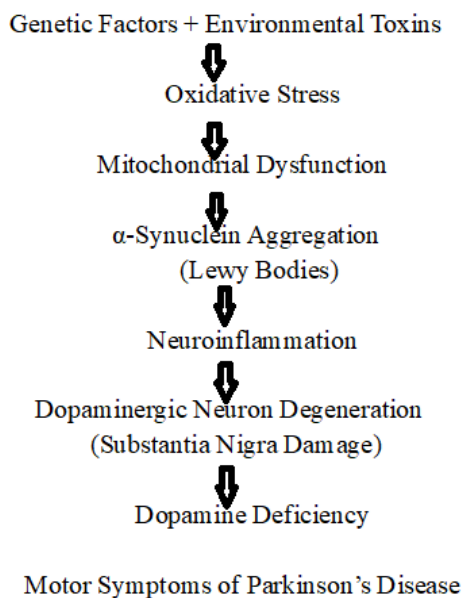 Genetic Factors + Environmental Toxins
Oxidative Stress
Mitochondrial Dysfunction
α-Synuclein Aggregation
(Lewy Bodies)
Neuroinflammation
Dopaminergic Neuron Degeneration
(Substantia Nigra Damage)
Dopamine Deficiency
Motor Symptoms of Parkinson’s Disease